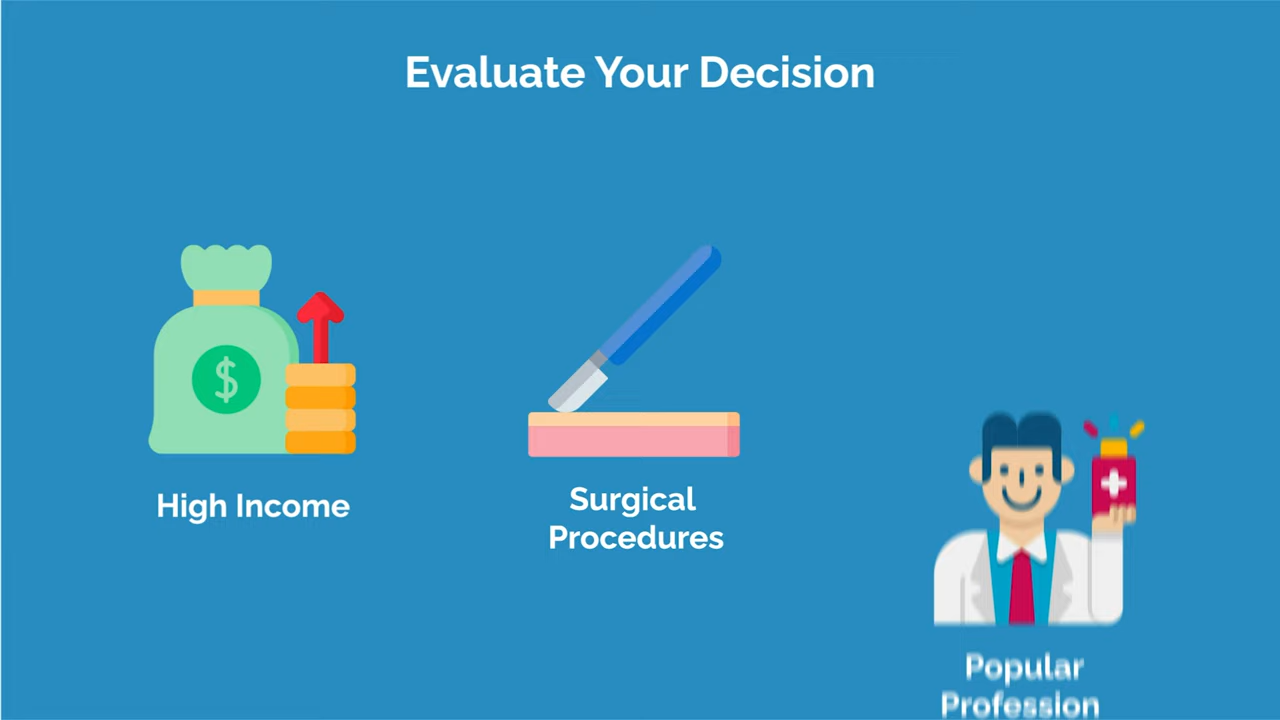 Evaluate Your Decision
$
High Income
Surgical
Procedures
Popular
Profession